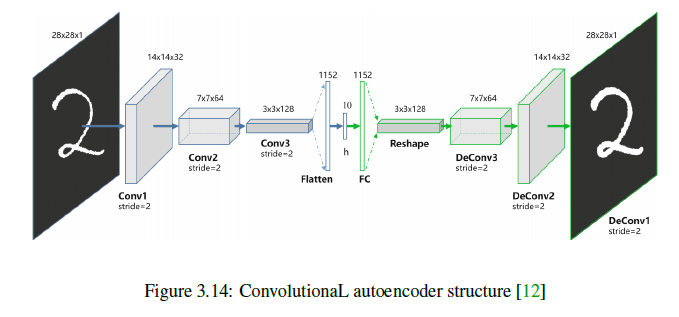 28x28x1
14x14x32
7x7x64
3x3x128
1152
10
h
1152
3x3x128
7x7x64
14x14x32
28x28x1
Conv1
stride=2
Conv2
stride=2
Conv3
stride=2
Flatten
FC
Reshape
DeConv3
stride=2
DeConv2
stride=2
DeConv1
stride=2
2
2
Figure 3.14: ConvolutionaL autoencoder structure [12]